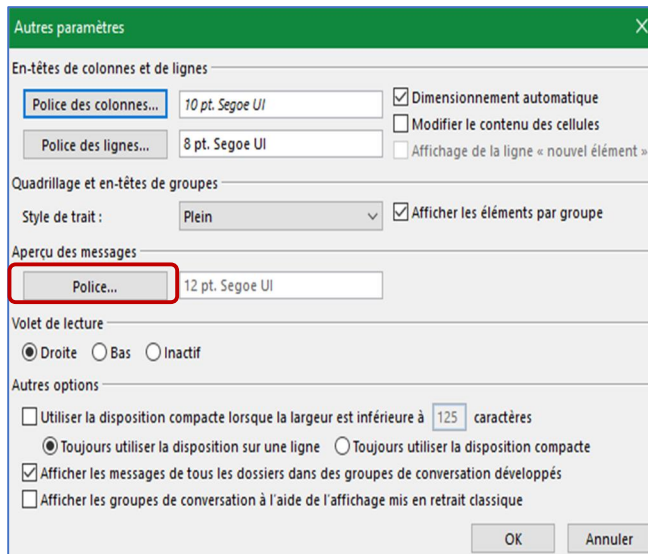 Autres paramètres
En-têtes de colonnes et de lignes
Police des colonnes... 10 pt. Segoe UI Dimensionnement automatique
Modifier le contenu des cellules
Police des lignes... 8 pt. Segoe UI
Affichage de la ligne « nouvel élément »
Quadrillage et en-têtes de groupes
Style de trait : Plein Afficher les éléments par groupe
Aperçu des messages
Police... 12 pt. Segoe UI
Volet de lecture
Droite Bas Inactif
Autres options
Utiliser la disposition compacte lorsque la largeur est inférieure à 125 caractères
Toujours utiliser la disposition sur une ligne Toujours utiliser la disposition compacte
Afficher les messages de tous les dossiers dans des groupes de conversation développés
Afficher les groupes de conversation à l'aide de l'affichage mis en retrait classique
OK Annuler